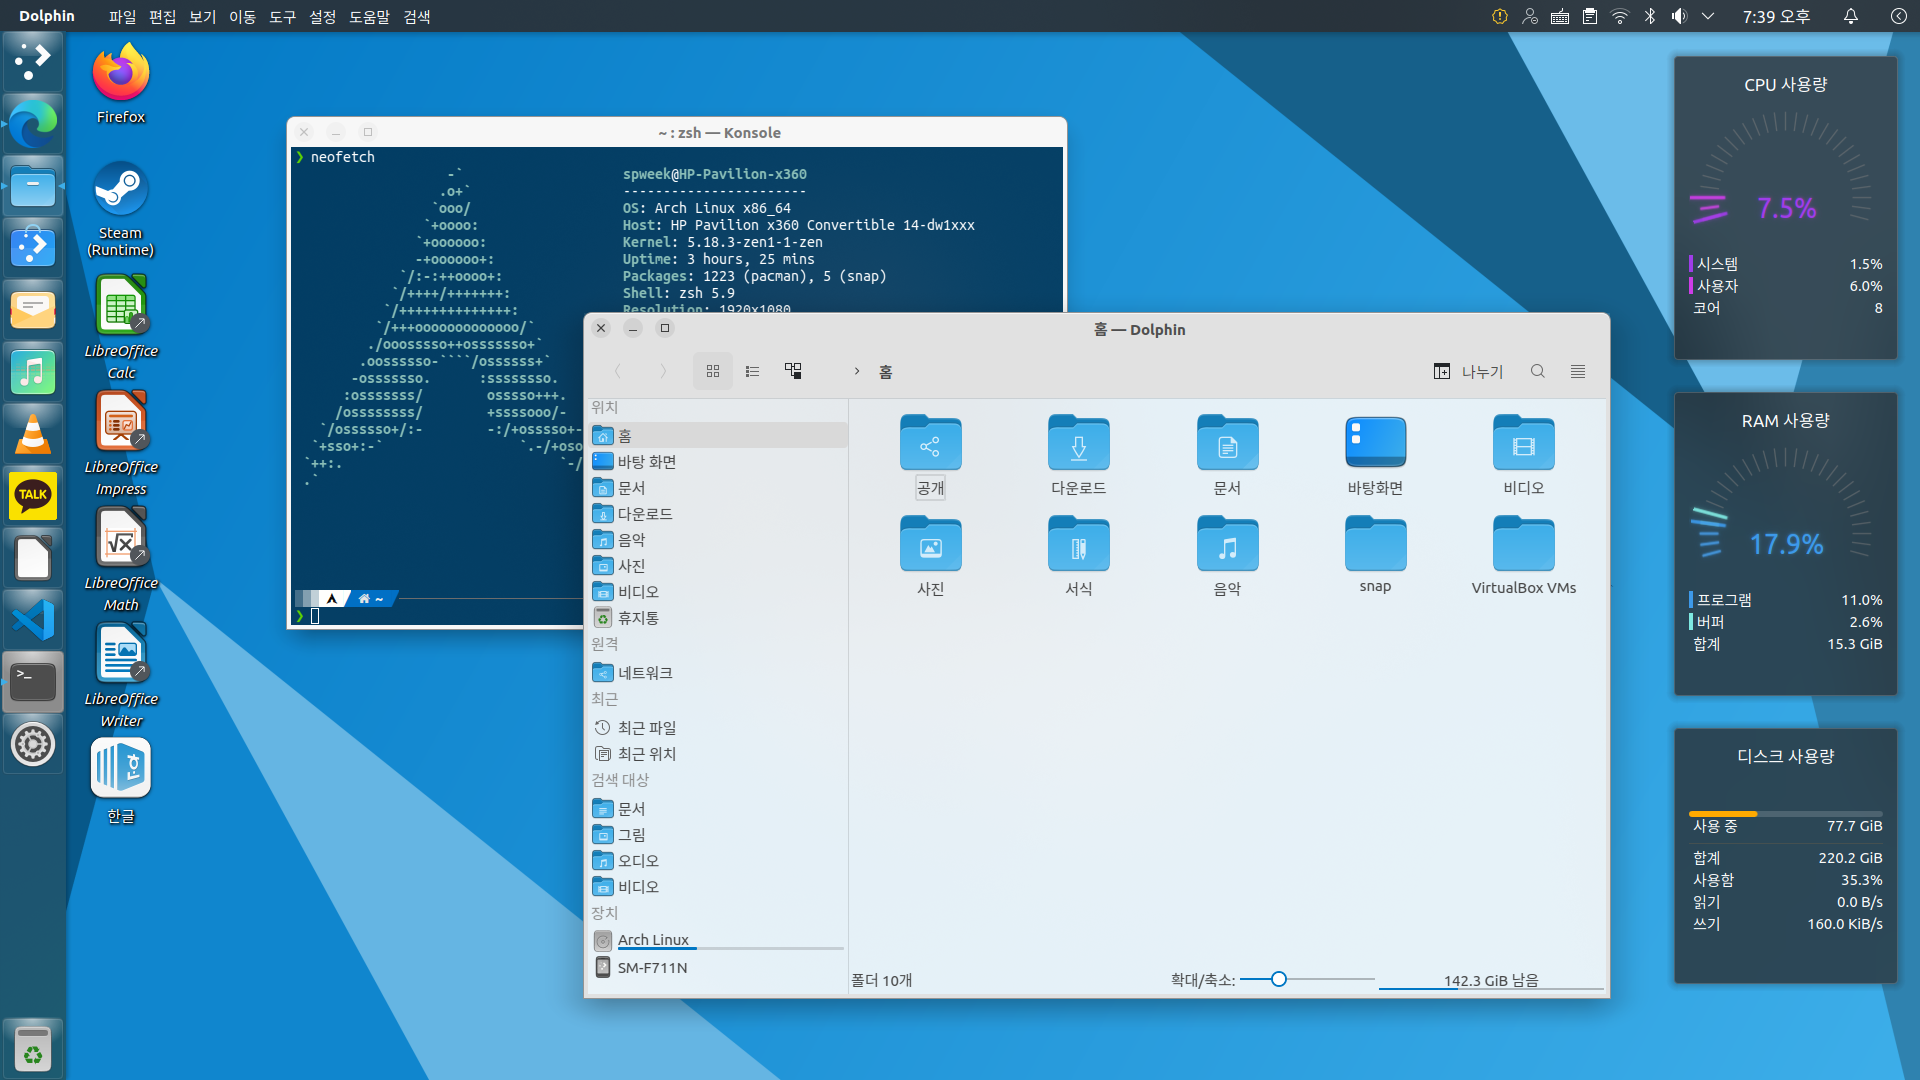 Dolphin 파일 편집 보기 이동 도구 설정 도움말 검색
7:39 오후
Firefox
Steam
(Runtime)
LibreOffice
Calc
LibreOffice
Impress
LibreOffice
Math
LibreOffice
Writer
한글
TALK
~ : zsh — Konsole
❯ neofetch
spweek@HP-Pavilion-x360
-----------------------
OS: Arch Linux x86_64
Host: HP Pavilion x360 Convertible 14-dw1xxx
Kernel: 5.18.3-zen1-1-zen
Uptime: 3 hours, 25 mins
Packages: 1223 (pacman), 5 (snap)
Shell: zsh 5.9
Resolution: 1920x1080
~
❯
홈 — Dolphin
홈
나누기
위치
홈
바탕 화면
문서
다운로드
음악
사진
비디오
휴지통
원격
네트워크
최근
최근 파일
최근 위치
검색 대상
문서
그림
오디오
비디오
장치
Arch Linux
SM-F711N
공개
다운로드
문서
바탕화면
비디오
사진
서식
음악
snap
VirtualBox VMs
폴더 10개
확대/축소:
142.3 GiB 남음
CPU 사용량
7.5%
시스템 1.5%
사용자 6.0%
코어 8
RAM 사용량
17.9%
프로그램 11.0%
버퍼 2.6%
합계 15.3 GiB
디스크 사용량
사용 중 77.7 GiB
합계 220.2 GiB
사용함 35.3%
읽기 0.0 B/s
쓰기 160.0 KiB/s